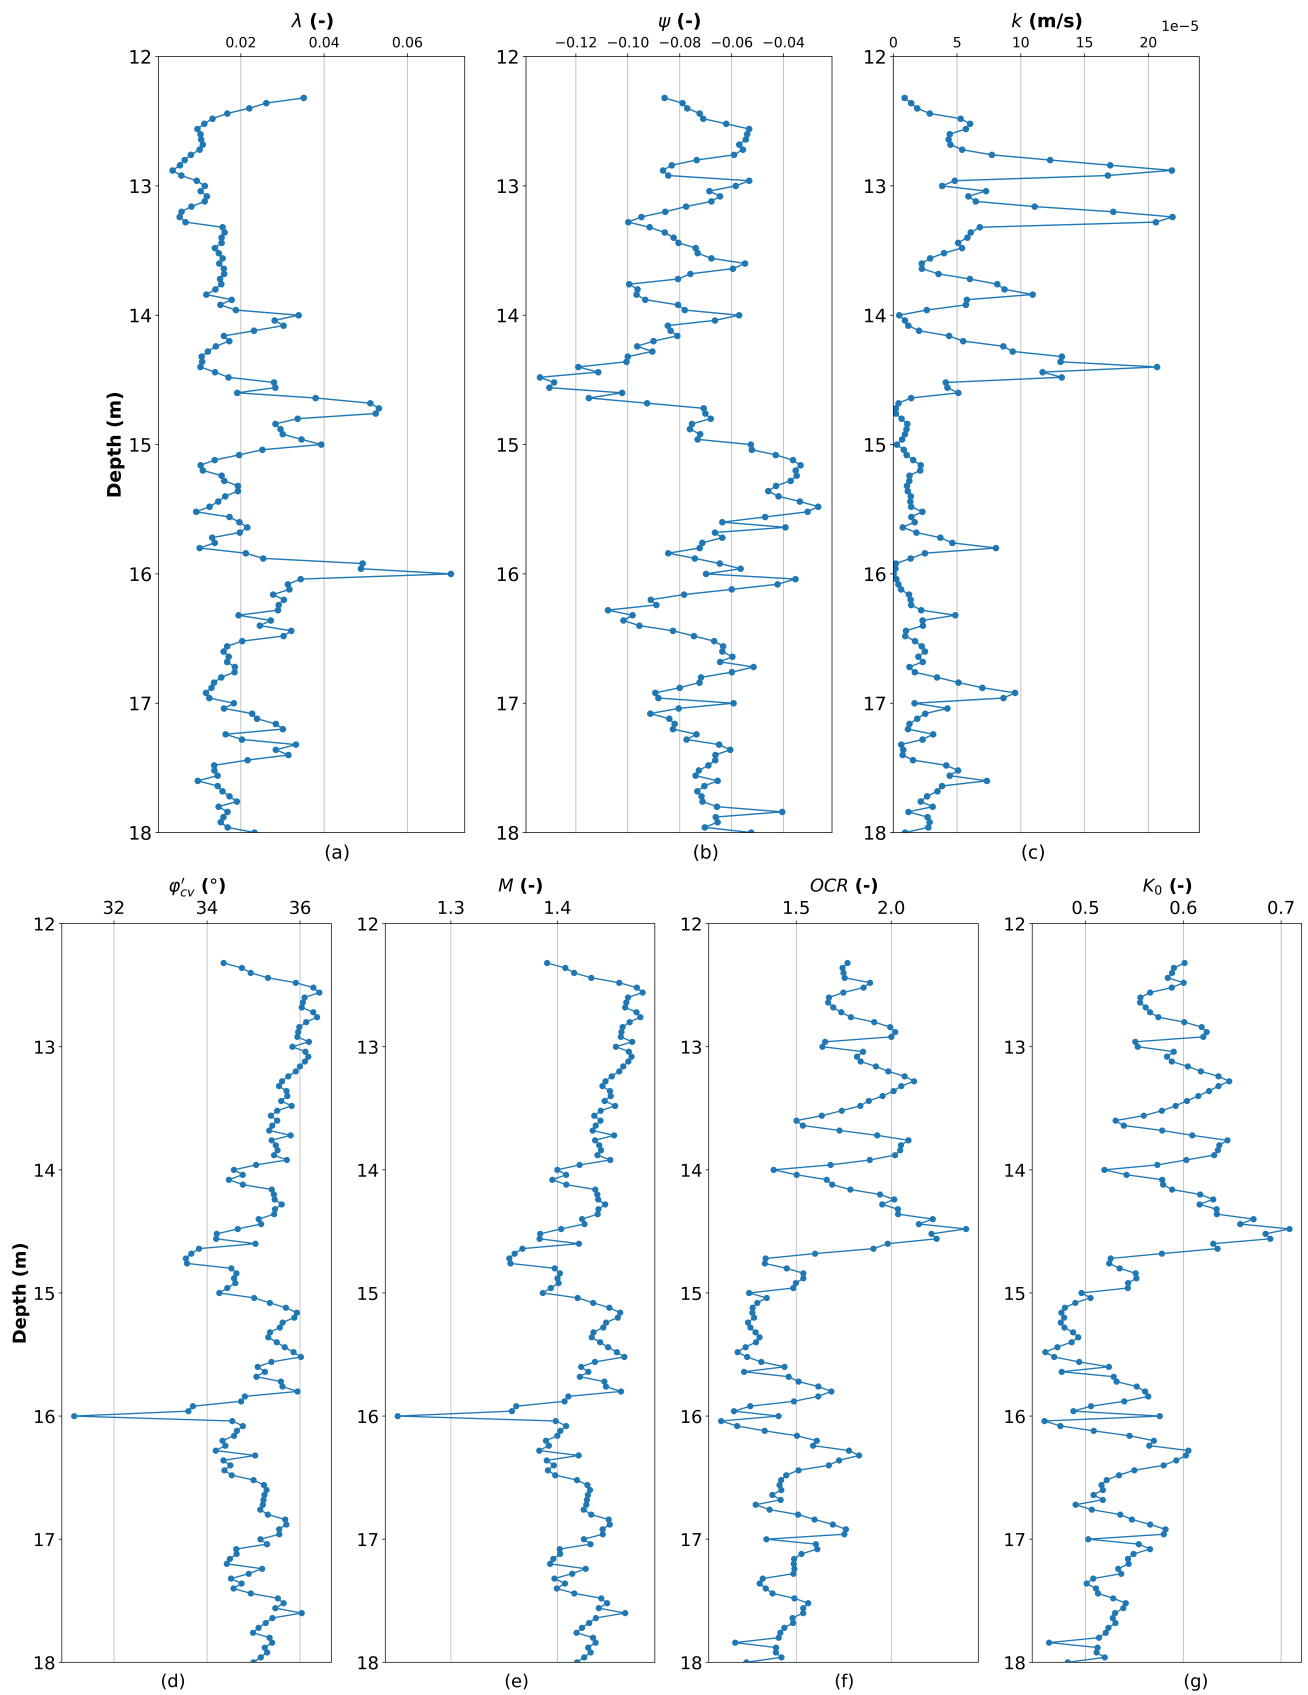 λ (-) ψ (-) k (m/s) 1e−5
0.02 0.04 0.06 −0.12 −0.10 −0.08 −0.06 −0.04 0 5 10 15 20
12 12 12
13 13 13
14 14 14
Depth (m)
15 15 15
16 16 16
17 17 17
18 18 18
(a) (b) (c)
φ′cv (°) M (-) OCR (-) K0 (-)
32 34 36 1.3 1.4 1.5 2.0 0.5 0.6 0.7
12 12 12 12
13 13 13 13
14 14 14 14
Depth (m)
15 15 15 15
16 16 16 16
17 17 17 17
18 18 18 18
(d) (e) (f) (g)